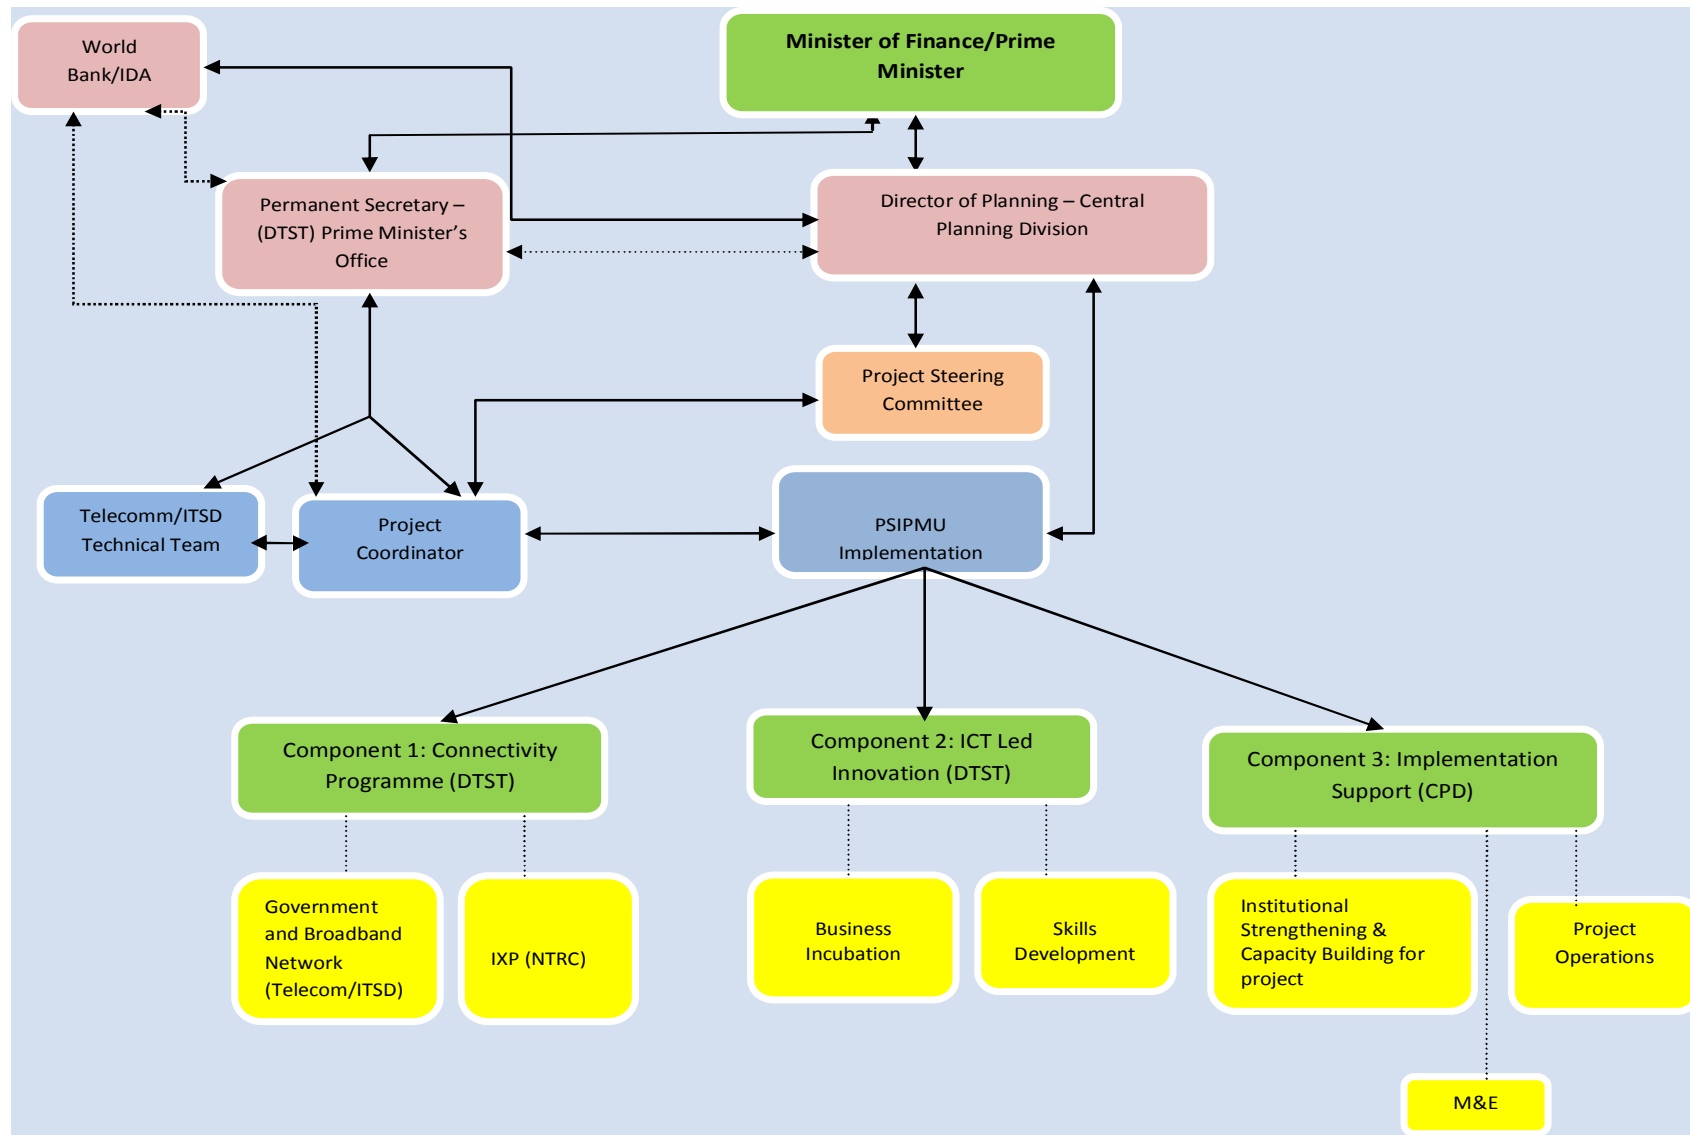 World
Bank/IDA
Minister of Finance/Prime
Minister
Permanent Secretary –
(DTST) Prime Minister's
Office
Director of Planning – Central
Planning Division
Project Steering
Committee
Telecomm/ITSD
Technical Team
Project
Coordinator
PSIPMU
Implementation
Component 1: Connectivity
Programme (DTST)
Component 2: ICT Led
Innovation (DTST)
Component 3: Implementation
Support (CPD)
Government
and Broadband
Network
(Telecom/ITSD)
IXP (NTRC)
Business
Incubation
Skills
Development
Institutional
Strengthening &
Capacity Building for
project
Project
Operations
M&E